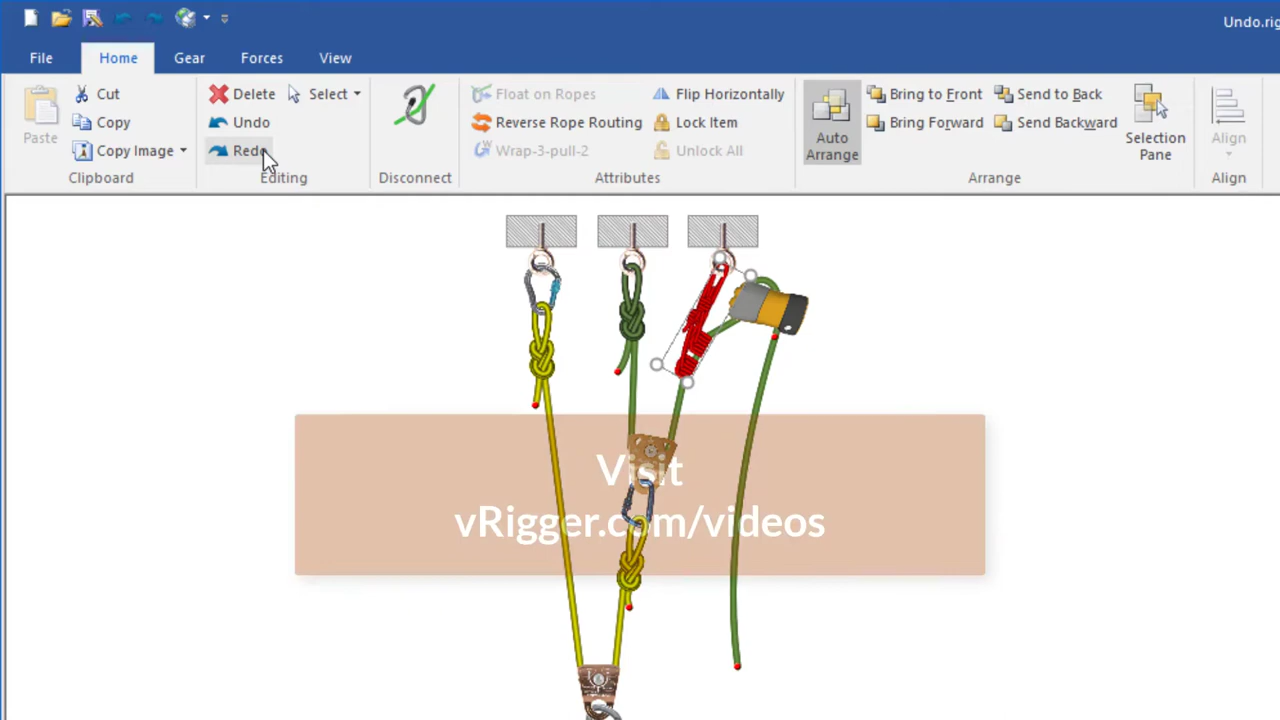 Undo.rig
File Home Gear Forces View
Paste
Cut
Copy
Copy Image
Clipboard
Delete Select
Undo
Redo
Editing
Disconnect
Float on Ropes Flip Horizontally
Reverse Rope Routing Lock Item
Wrap-3-pull-2 Unlock All
Attributes
Auto
Arrange
Bring to Front Send to Back
Bring Forward Send Backward
Selection
Pane
Arrange
Align
Align
Visit
vRigger.com/videos